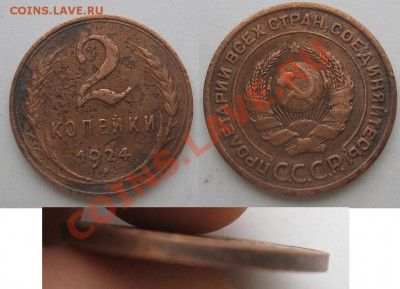 COINS.LAVE.RU
2
КОПЕЙКИ
1924
ПРОЛЕТАРИИ ВСЕХ СТРАН, СОЕДИНЯЙТЕСЬ!
СССР
COINS.LAVE.RU